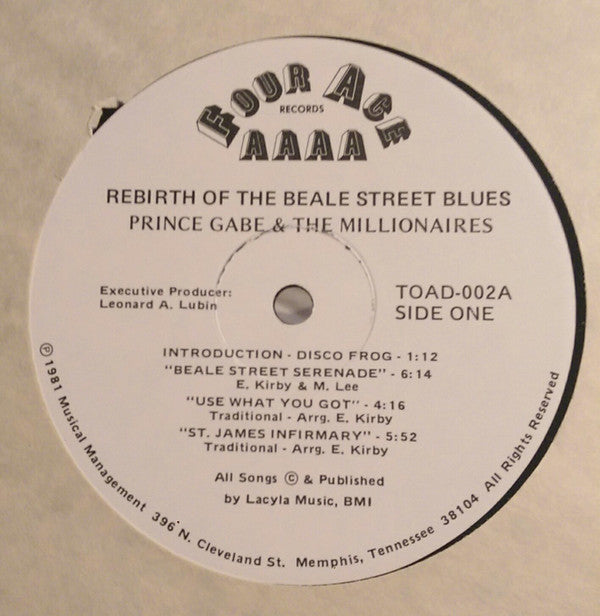 FOUR ACE
RECORDS
AAAA
REBIRTH OF THE BEALE STREET BLUES
PRINCE GABE & THE MILLIONAIRES
Executive Producer:
Leonard A. Lubin
TOAD-002A
SIDE ONE
INTRODUCTION - DISCO FROG - 1:12
"BEALE STREET SERENADE" - 6:14
E. Kirby & M. Lee
"USE WHAT YOU GOT" - 4:16
Traditional - Arrg. E. Kirby
"ST. JAMES INFIRMARY" - 5:52
Traditional - Arrg. E. Kirby
All Songs © & Published
by Lacyla Music, BMI
℗ 1981 Musical Management 396 N. Cleveland St. Memphis, Tennessee 38104 All Rights Reserved